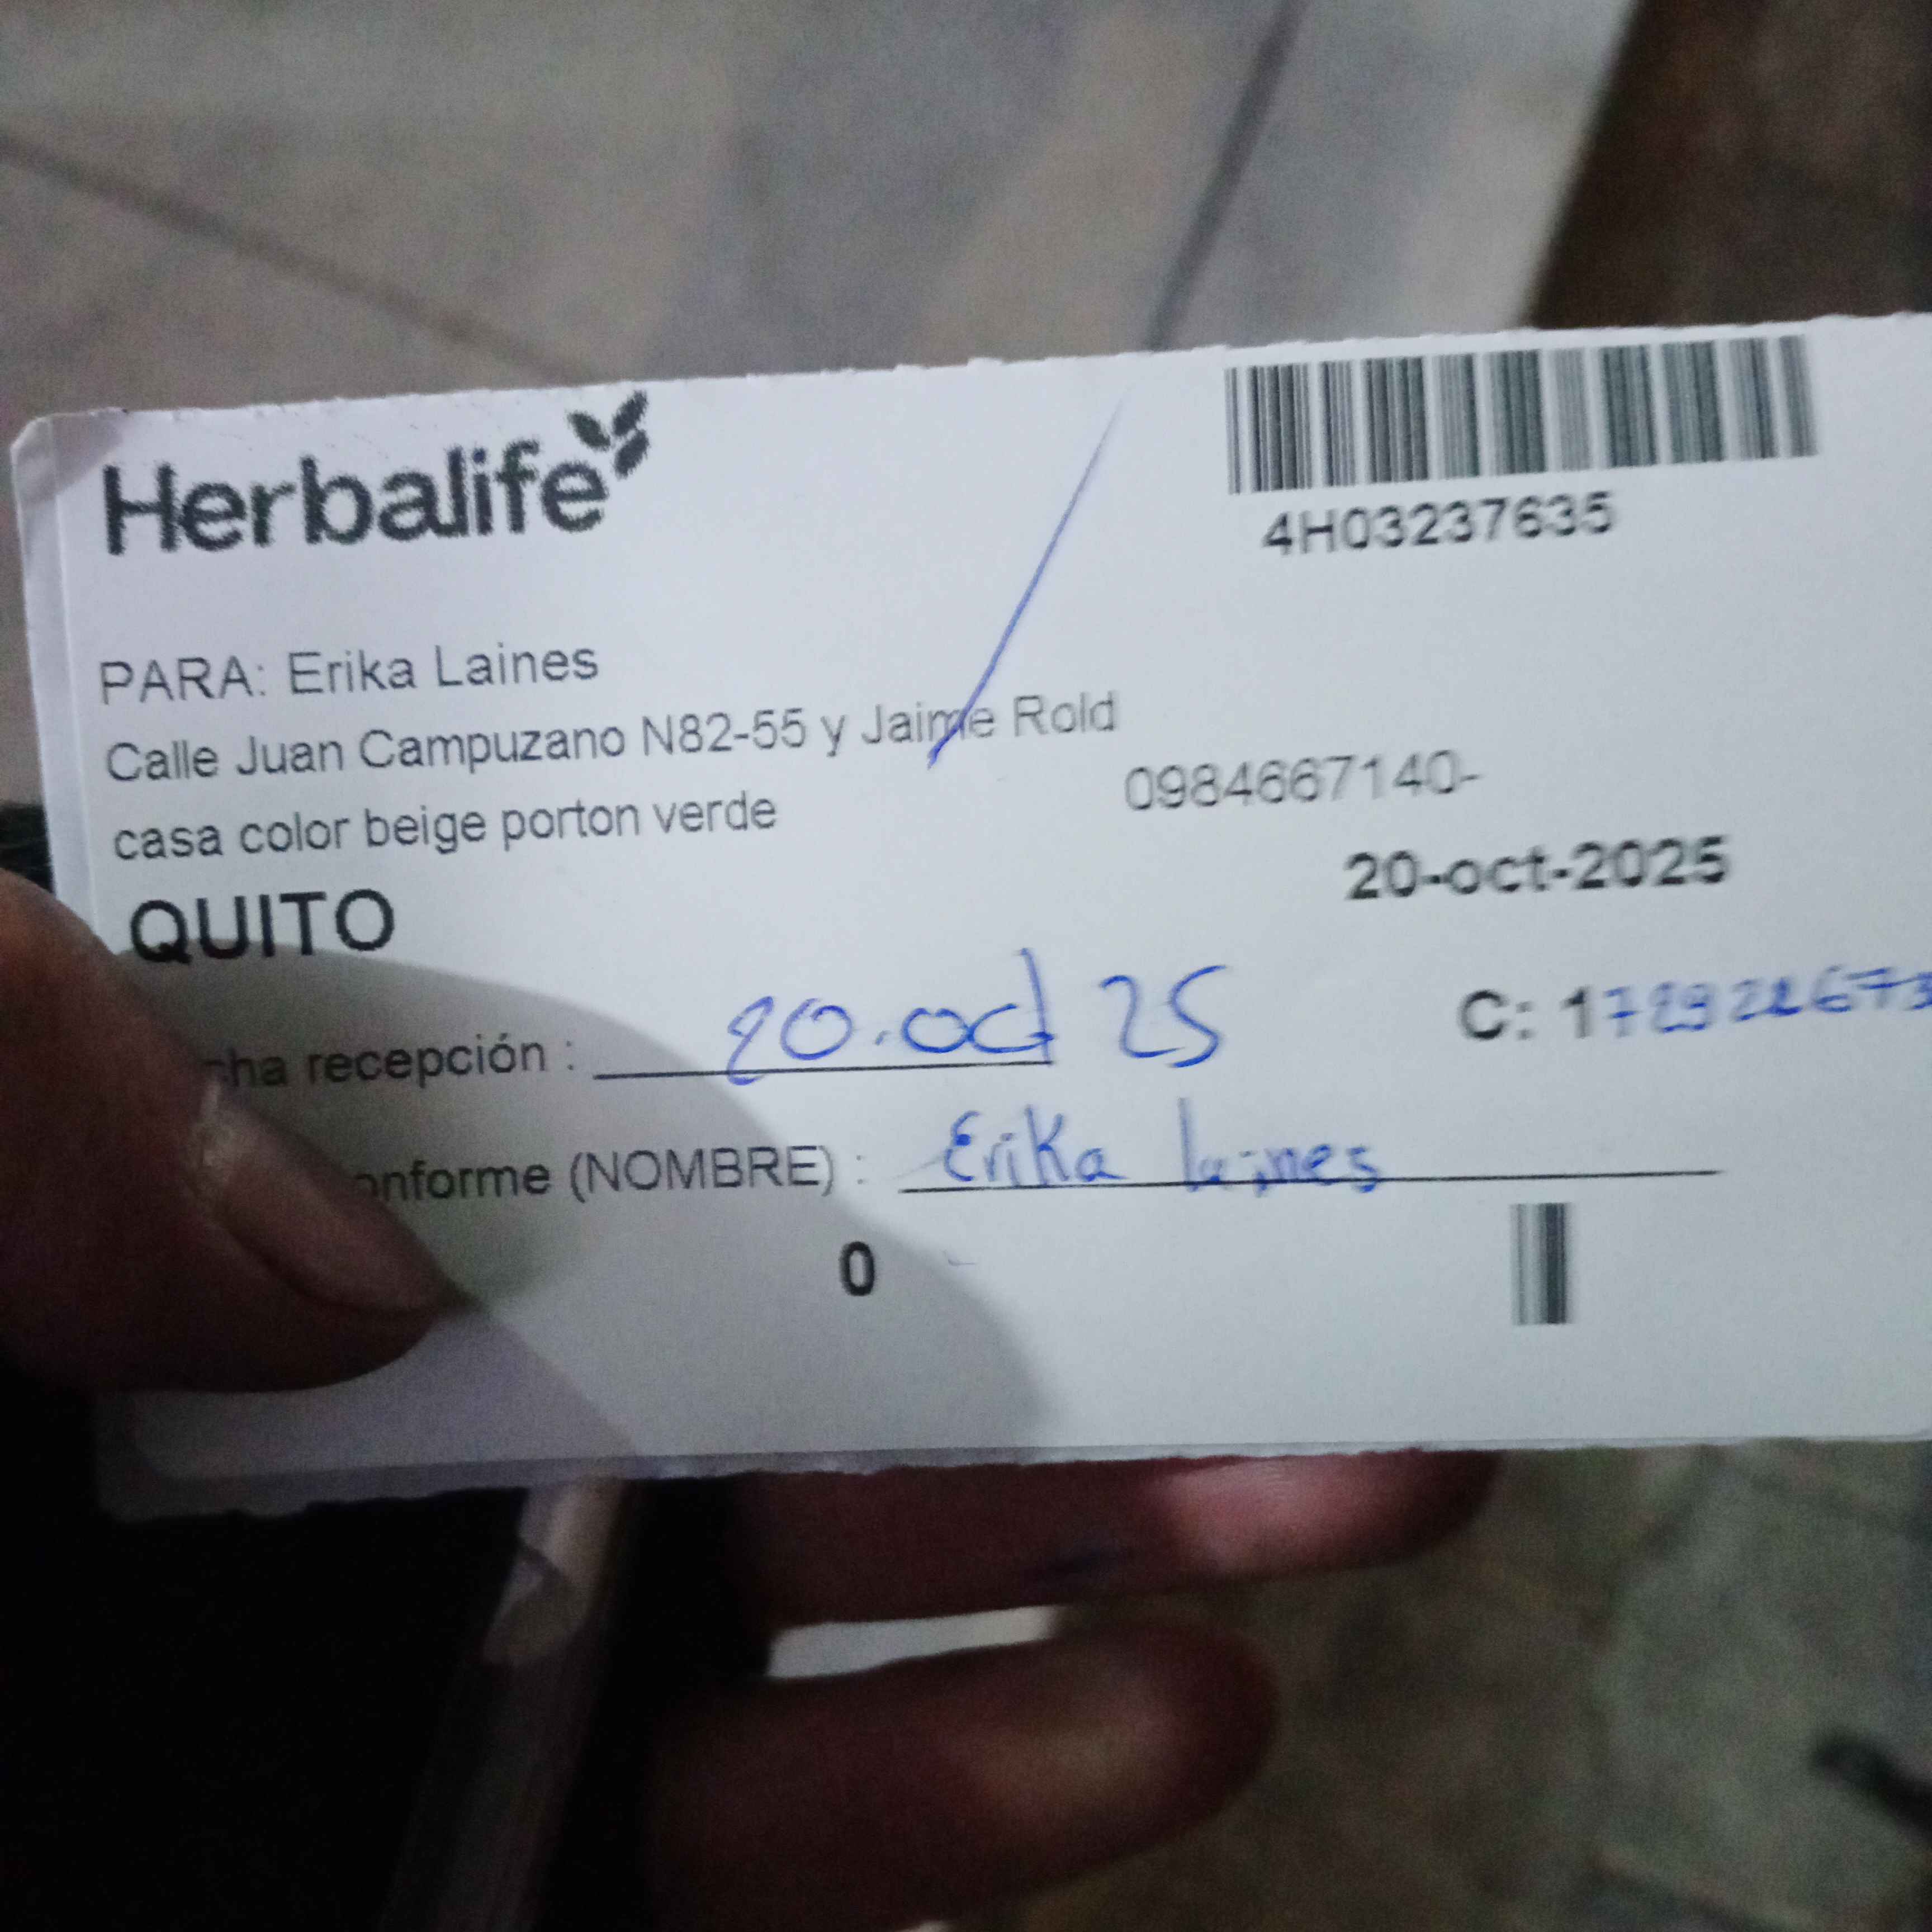 Herbalife
4H03237635
PARA: Erika Laines
Calle Juan Campuzano N82-55 y Jaime Rold
casa color beige porton verde
0984667140-
QUITO
20-oct-2025
cha recepción : 20.oct 25
C: 1
onforme (NOMBRE) : Erika Laines
0